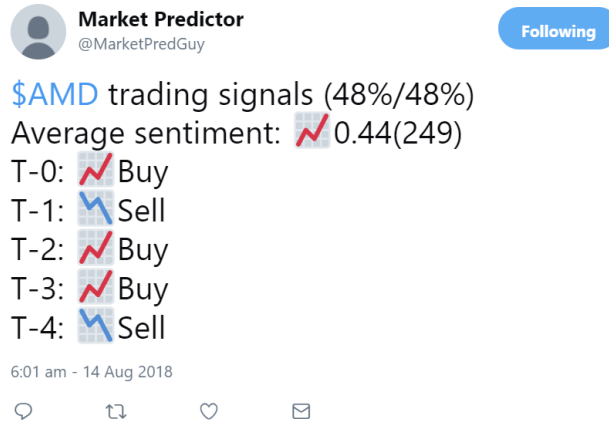 Market Predictor
@MarketPredGuy
Following
$AMD trading signals (48%/48%)
Average sentiment: 📈0.44(249)
T-0: 📈Buy
T-1: 📉Sell
T-2: 📈Buy
T-3: 📈Buy
T-4: 📉Sell
6:01 am - 14 Aug 2018